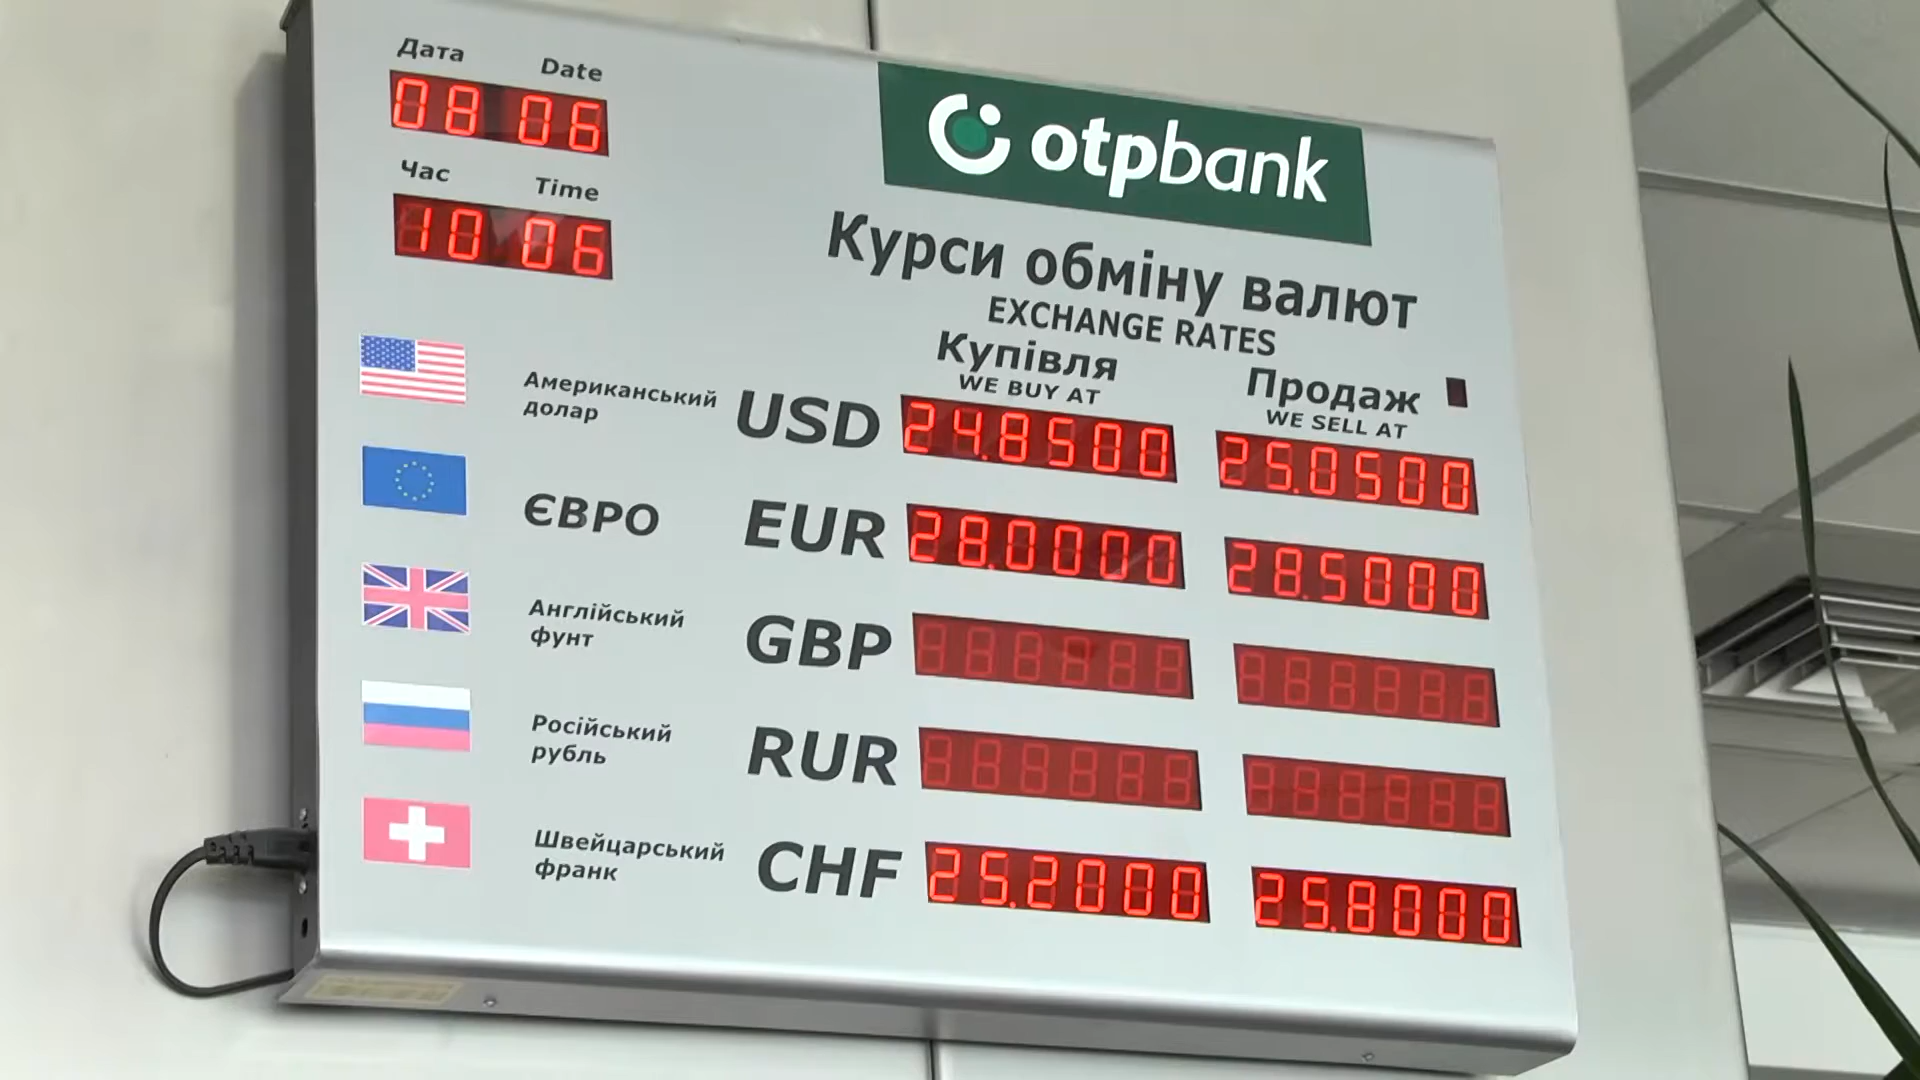 Дата Date
08 06
Час Time
10 06
otpbank
Курси обміну валют
EXCHANGE RATES
Купівля Продаж
WE BUY AT WE SELL AT
Американський долар USD 24.8500 25.0500
ЄВРО EUR 28.0000 28.5000
Англійський фунт GBP
Російський рубль RUR
Швейцарський франк CHF 25.2000 25.8000